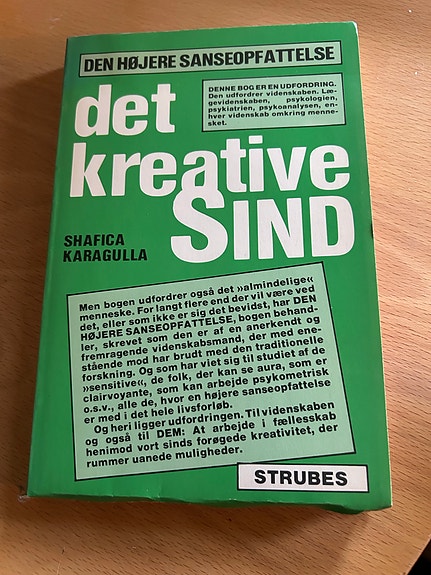 DEN HØJERE SANSEOPFATTELSE
det
kreative
SIND
DENNE BOG ER EN UDFORDRING.
Den udfordrer videnskaben. Læ-
gevidenskaben, psykologien,
psykiatrien, psykoanalysen, en-
hver videnskab omkring menne-
sket.
SHAFICA
KARAGULLA
Men bogen udfordrer også det »almindelige«
menneske. For langt flere end der vil være ved
det, eller som ikke er sig det bevidst, har DEN
HØJERE SANSEOPFATTELSE, bogen behand-
ler, skrevet som den er af en anerkendt og
fremragende videnskabsmand, der med ene-
stående mod har brudt med den traditionelle
forskning. Og som har viet sig til studiet af de
»sensitive«, de folk, der kan se aura, som er
clairvoyante, som kan arbejde psykometrisk
o.s.v., alle de, hvor en højere sanseopfattelse
er med i det hele livsforløb.
Og heri ligger udfordringen. Til videnskaben
og også til DEM: At arbejde i fællesskab
henimod vort sinds forøgede kreativitet, der
rummer uanede muligheder.
STRUBES